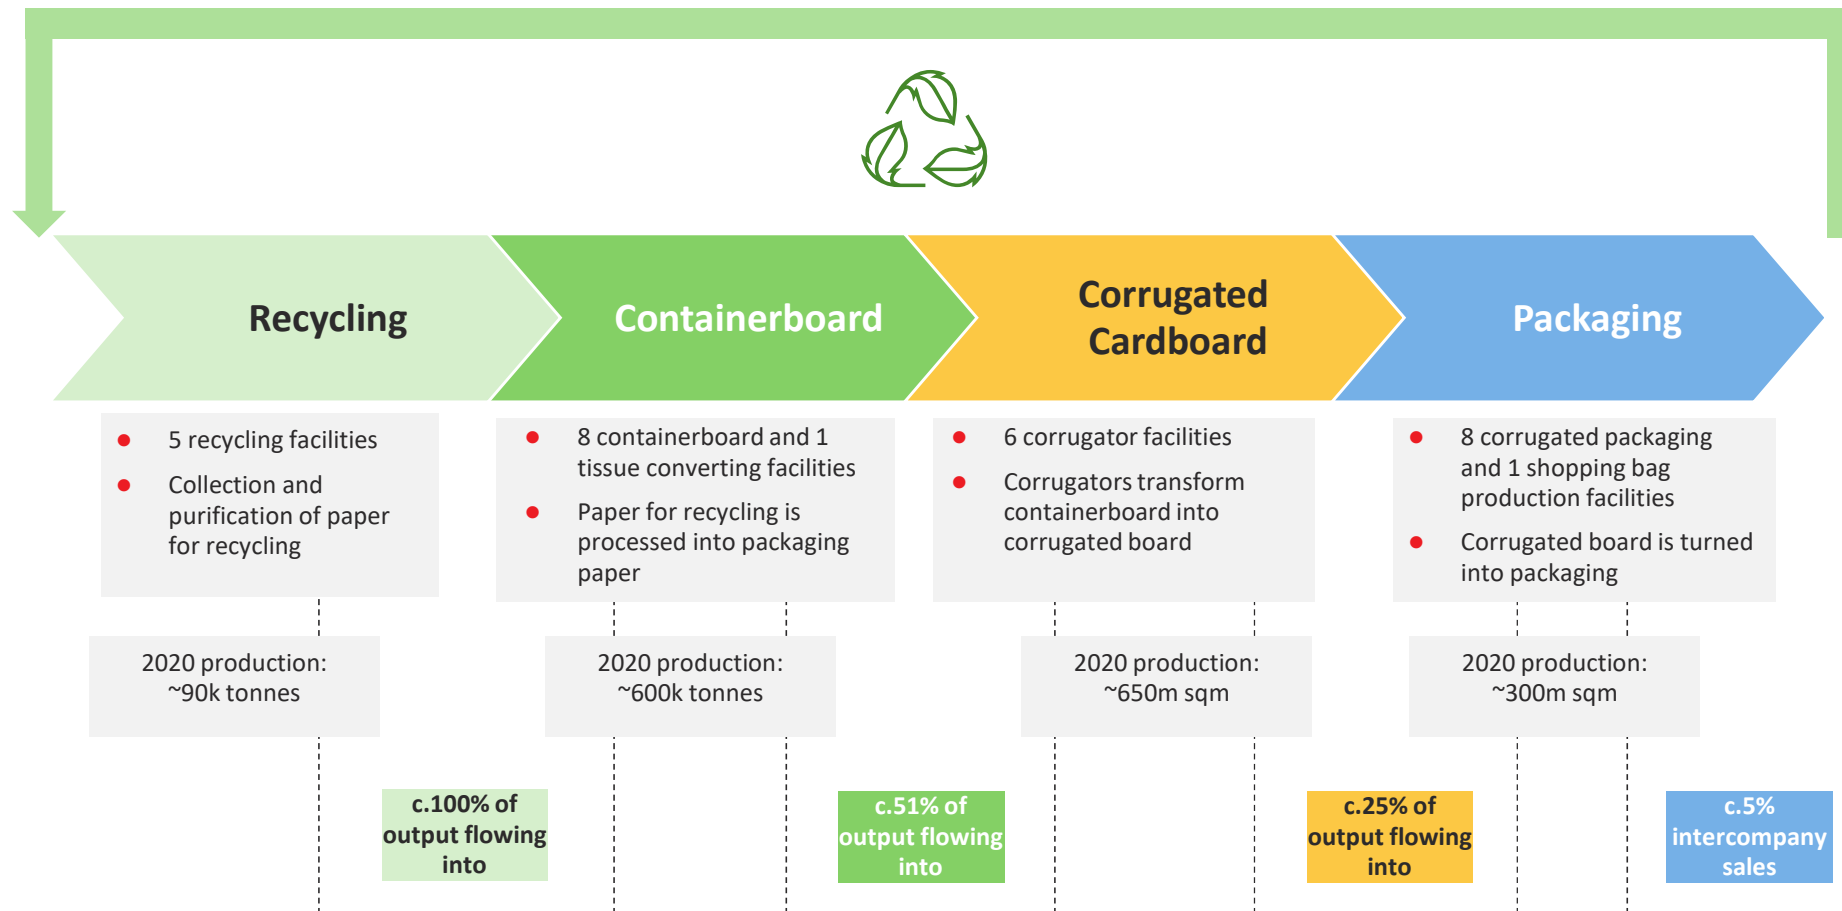 Recycling
Containerboard
Corrugated
Cardboard
Packaging
5 recycling facilities
Collection and
purification of paper
for recycling
8 containerboard and 1
tissue converting facilities
Paper for recycling is
processed into packaging
paper
6 corrugator facilities
Corrugators transform
containerboard into
corrugated board
8 corrugated packaging
and 1 shopping bag
production facilities
Corrugated board is turned
into packaging
2020 production:
~90k tonnes
2020 production:
~600k tonnes
2020 production:
~650m sqm
2020 production:
~300m sqm
c.100% of
output flowing
into
c.51% of
output flowing
into
c.25% of
output flowing
into
c.5%
intercompany
sales